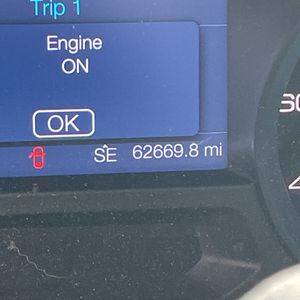 Trip 1
Engine
ON
OK
SE 62669.8 mi